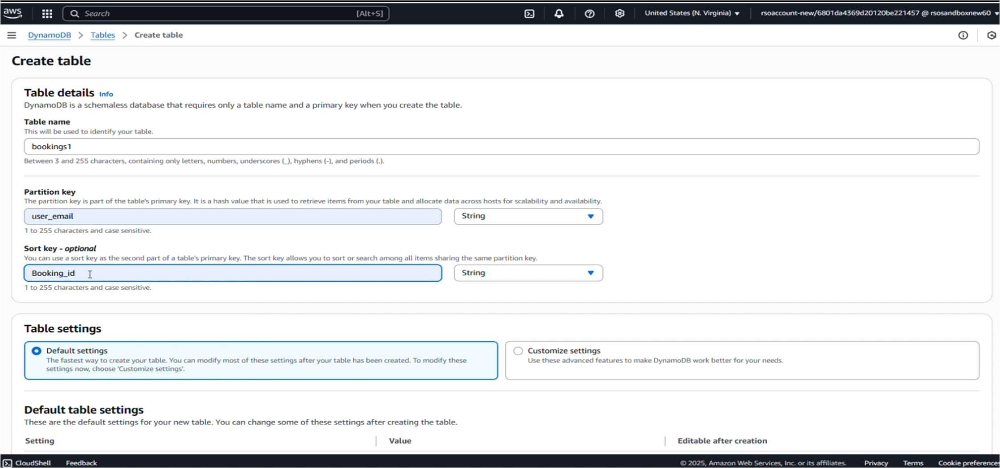 aws Search [Alt+S] United States (N. Virginia) rsoaccount-new/6801da4369d20120be221457 @ rsosandboxnew60
DynamoDB > Tables > Create table
Create table
Table details Info
DynamoDB is a schemaless database that requires only a table name and a primary key when you create the table.
Table name
This will be used to identify your table.
bookings1
Between 3 and 255 characters, containing only letters, numbers, underscores (_), hyphens (-), and periods (.).
Partition key
The partition key is part of the table's primary key. It is a hash value that is used to retrieve items from your table and allocate data across hosts for scalability and availability.
user_email String
1 to 255 characters and case sensitive.
Sort key - optional
You can use a sort key as the second part of a table's primary key. The sort key allows you to sort or search among all items sharing the same partition key.
Booking_id String
1 to 255 characters and case sensitive.
Table settings
Default settings
The fastest way to create your table. You can modify most of these settings after your table has been created. To modify these
settings now, choose 'Customize settings'.
Customize settings
Use these advanced features to make DynamoDB work better for your needs.
Default table settings
These are the default settings for your new table. You can change some of these settings after creating the table.
Setting Value Editable after creation
CloudShell Feedback © 2025, Amazon Web Services, Inc. or its affiliates. Privacy Terms Cookie preferences